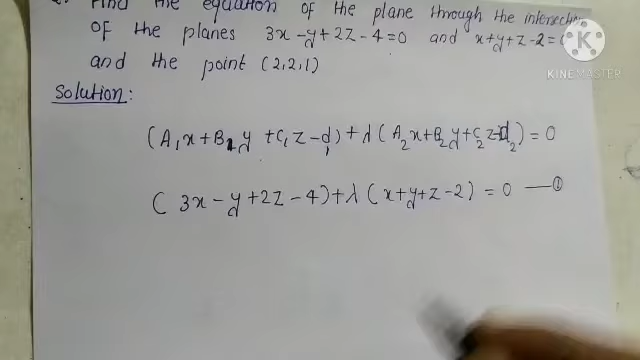 Find the equation of the plane through the intersection
of the planes 3x-y+2z-4=0 and x+y+z-2=0
and the point (2,2,1)
Solution:
(A₁x+B₁y+C₁z-d₁)+λ(A₂x+B₂y+C₂z-d₂)=0
(3x-y+2z-4)+λ(x+y+z-2)=0 —①
KINEMASTER